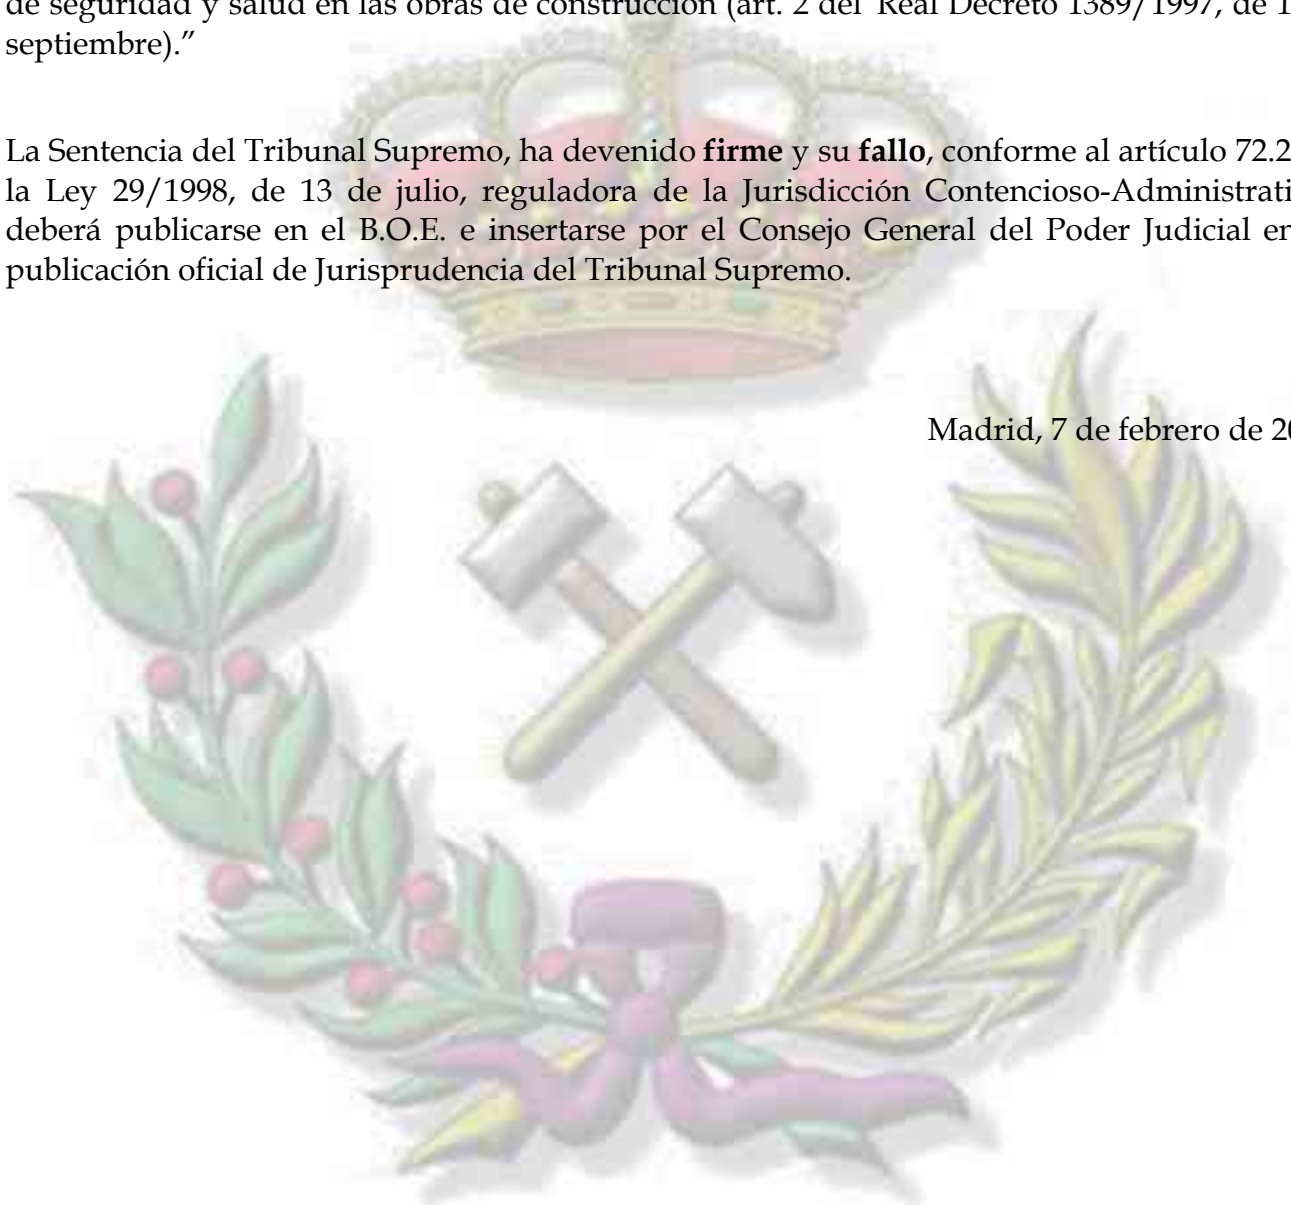 de seguridad y salud en las obras de construcción (art. 2 del Real Decreto 1389/1997, de 1
septiembre).”
La Sentencia del Tribunal Supremo, ha devenido firme y su fallo, conforme al artículo 72.2
la Ley 29/1998, de 13 de julio, reguladora de la Jurisdicción Contencioso-Administrati
deberá publicarse en el B.O.E. e insertarse por el Consejo General del Poder Judicial en
publicación oficial de Jurisprudencia del Tribunal Supremo.
Madrid, 7 de febrero de 20